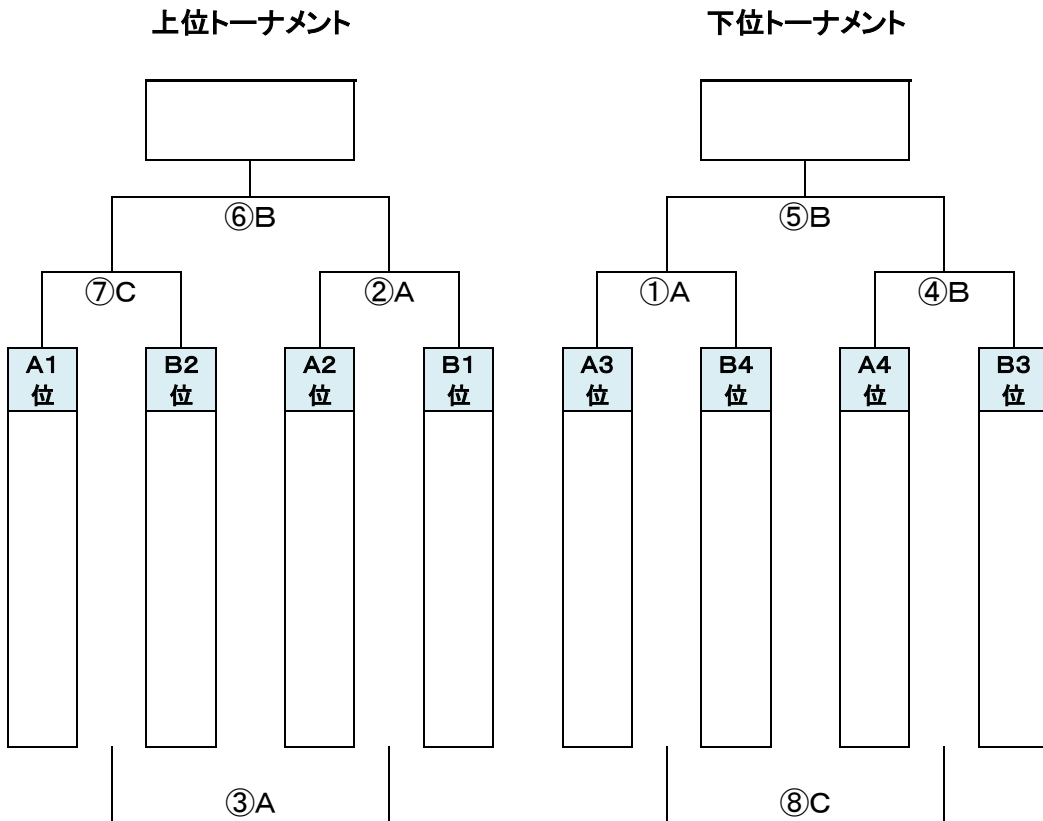 上位トーナメント
下位トーナメント
⑥B
⑤B
⑦C
②A
①A
④B
A1
位
B2
位
A2
位
B1
位
A3
位
B4
位
A4
位
B3
位
③A
⑧C